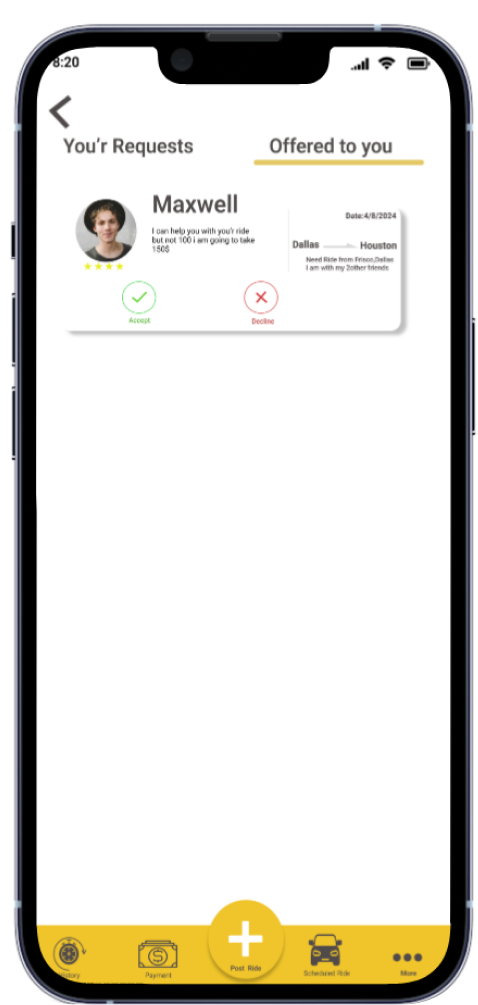 8:20
You'r Requests
Offered to you
Maxwell
I can help you with you'r ride
but not 100 i am going to take
150$
Date:4/8/2024
Dallas
Houston
Need Ride from Frisco,Dallas
I am with my 2other friends
Accept
Decline
History
Payment
Post Ride
Scheduled Ride
More